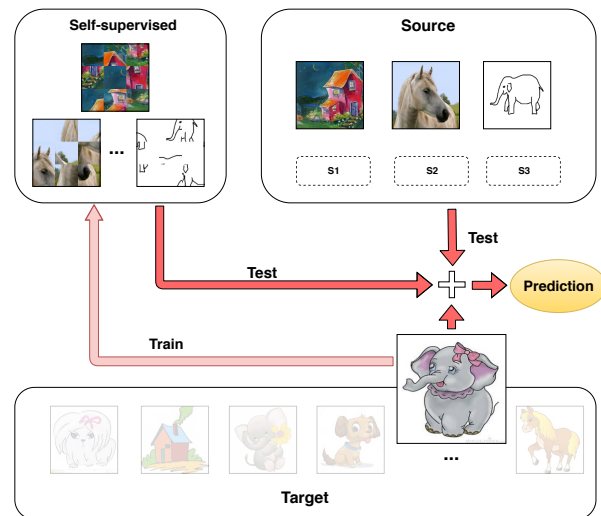 Self-supervised
...
Source
S1
S2
S3
Test
Test
Prediction
Train
...
Target